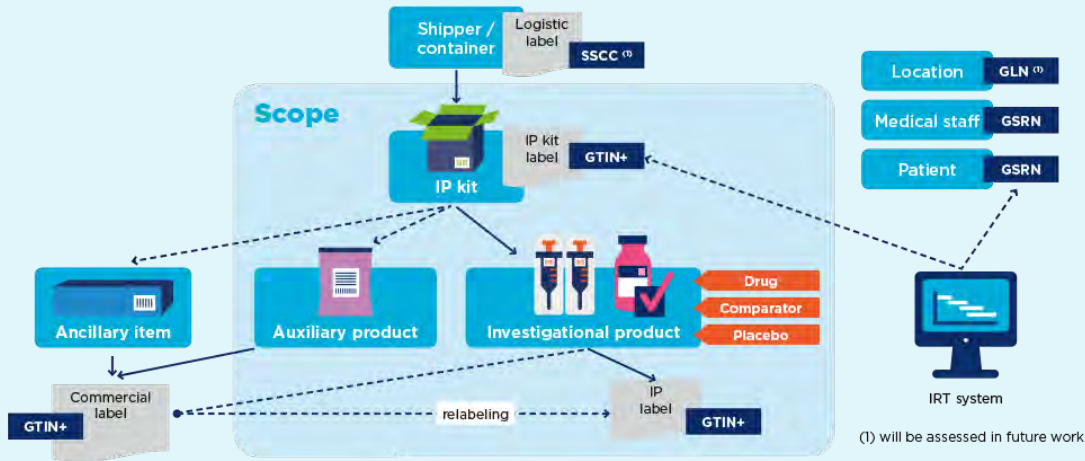 Shipper /
container
Logistic
label
SSCC (1)
Location
GLN (1)
Medical staff
GSRN
Patient
GSRN
Scope
IP kit
IP kit
label
GTIN+
Ancillary item
Auxiliary product
Investigational product
Drug
Comparator
Placebo
Commercial
label
GTIN+
relabeling
IP
label
GTIN+
IRT system
(1) will be assessed in future work